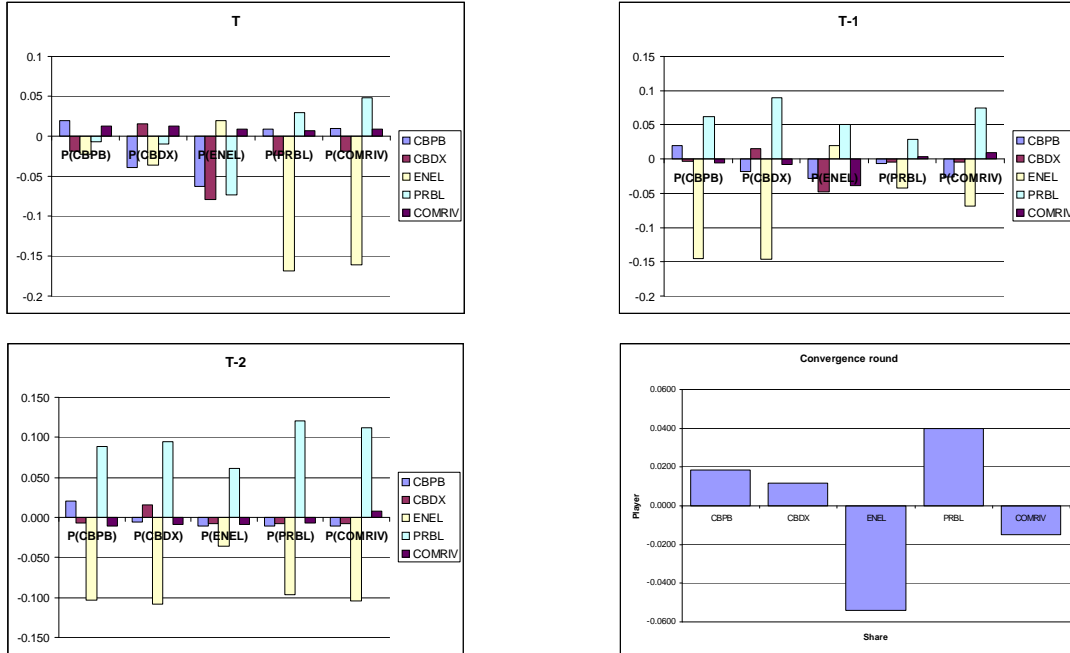 T
0.1
0.05
0
-0.05
-0.1
-0.15
-0.2
P(CBPB) P(CBDX) P(ENEL) P(PRBL) P(COMRIV)
CBPB
CBDX
ENEL
PRBL
COMRIV
T-1
0.15
0.1
0.05
0
-0.05
-0.1
-0.15
-0.2
P(CBPB) P(CBDX) P(ENEL) P(PRBL) P(COMRIV)
CBPB
CBDX
ENEL
PRBL
COMRIV
T-2
0.150
0.100
0.050
0.000
-0.050
-0.100
-0.150
P(CBPB) P(CBDX) P(ENEL) P(PRBL) P(COMRIV)
CBPB
CBDX
ENEL
PRBL
COMRIV
Convergence round
0.0600
0.0400
0.0200
0.0000
-0.0200
-0.0400
-0.0600
Player
CBPB CBDX ENEL PRBL COMRIV
Share